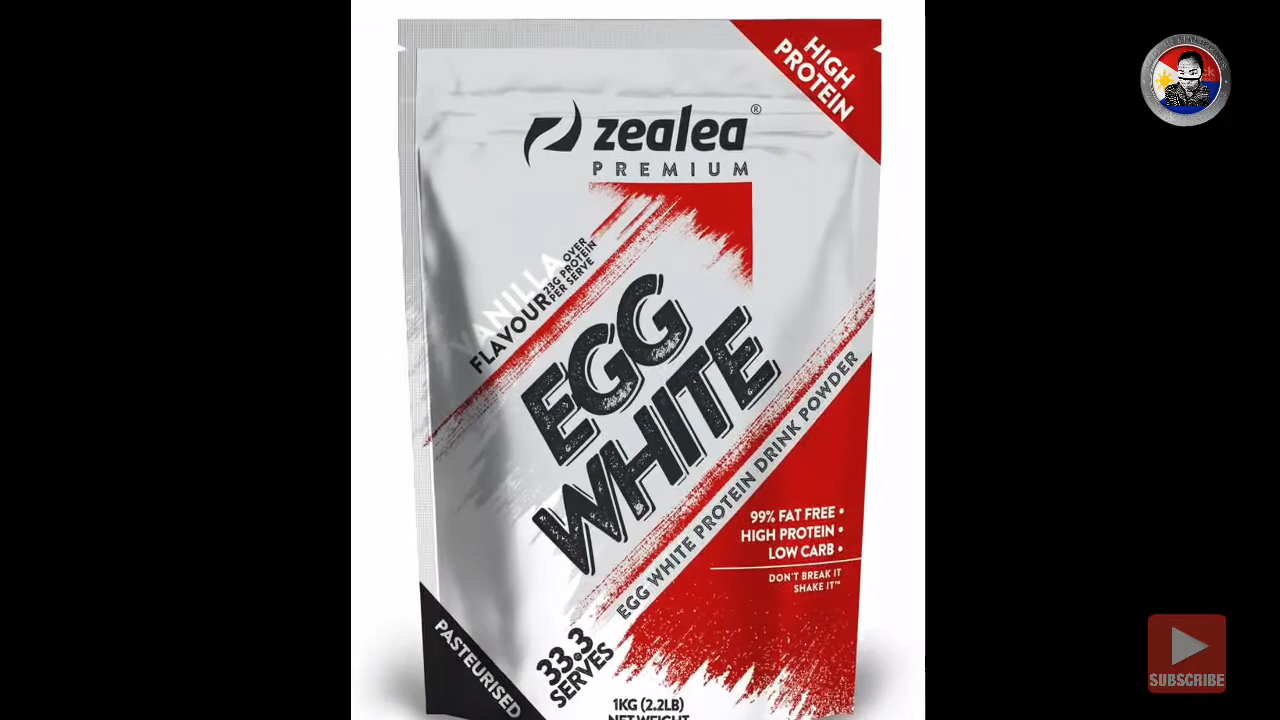 HIGH
PROTEIN
zealea®
PREMIUM
VANILLA
FLAVOUR
OVER
23G PROTEIN
PER SERVE
EGG
WHITE
EGG WHITE PROTEIN DRINK POWDER
99% FAT FREE •
HIGH PROTEIN •
LOW CARB •
DON'T BREAK IT
SHAKE IT™
33.3
SERVES
PASTEURISED
1KG (2.2LB)
NET WEIGHT
SUBSCRIBE